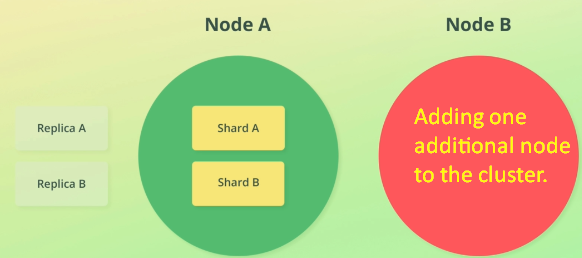 Node A
Node B
Replica A
Shard A
Replica B
Shard B
Adding one
additional node
to the cluster.